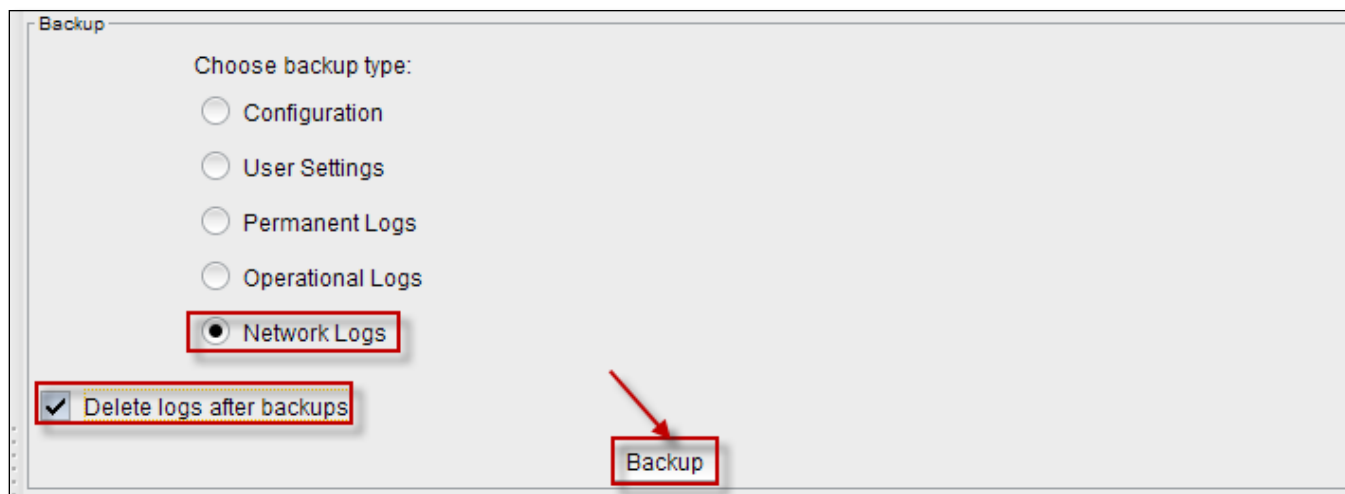 Backup
Choose backup type:
Configuration
User Settings
Permanent Logs
Operational Logs
Network Logs
Delete logs after backups
Backup